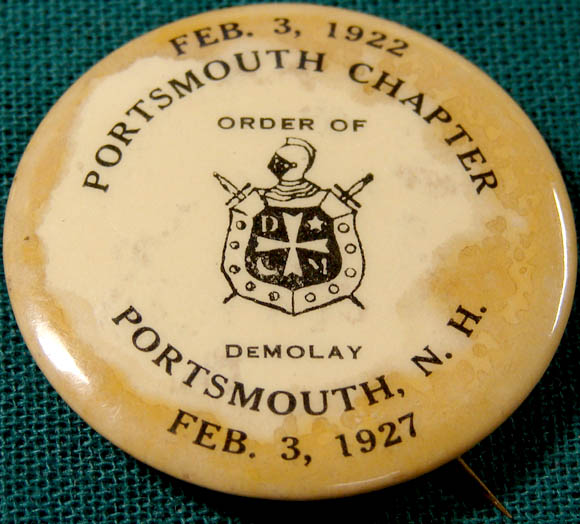 FEB. 3, 1922
PORTSMOUTH CHAPTER
ORDER OF
D
M
DEMOLAY
PORTSMOUTH, N. H.
FEB. 3, 1927